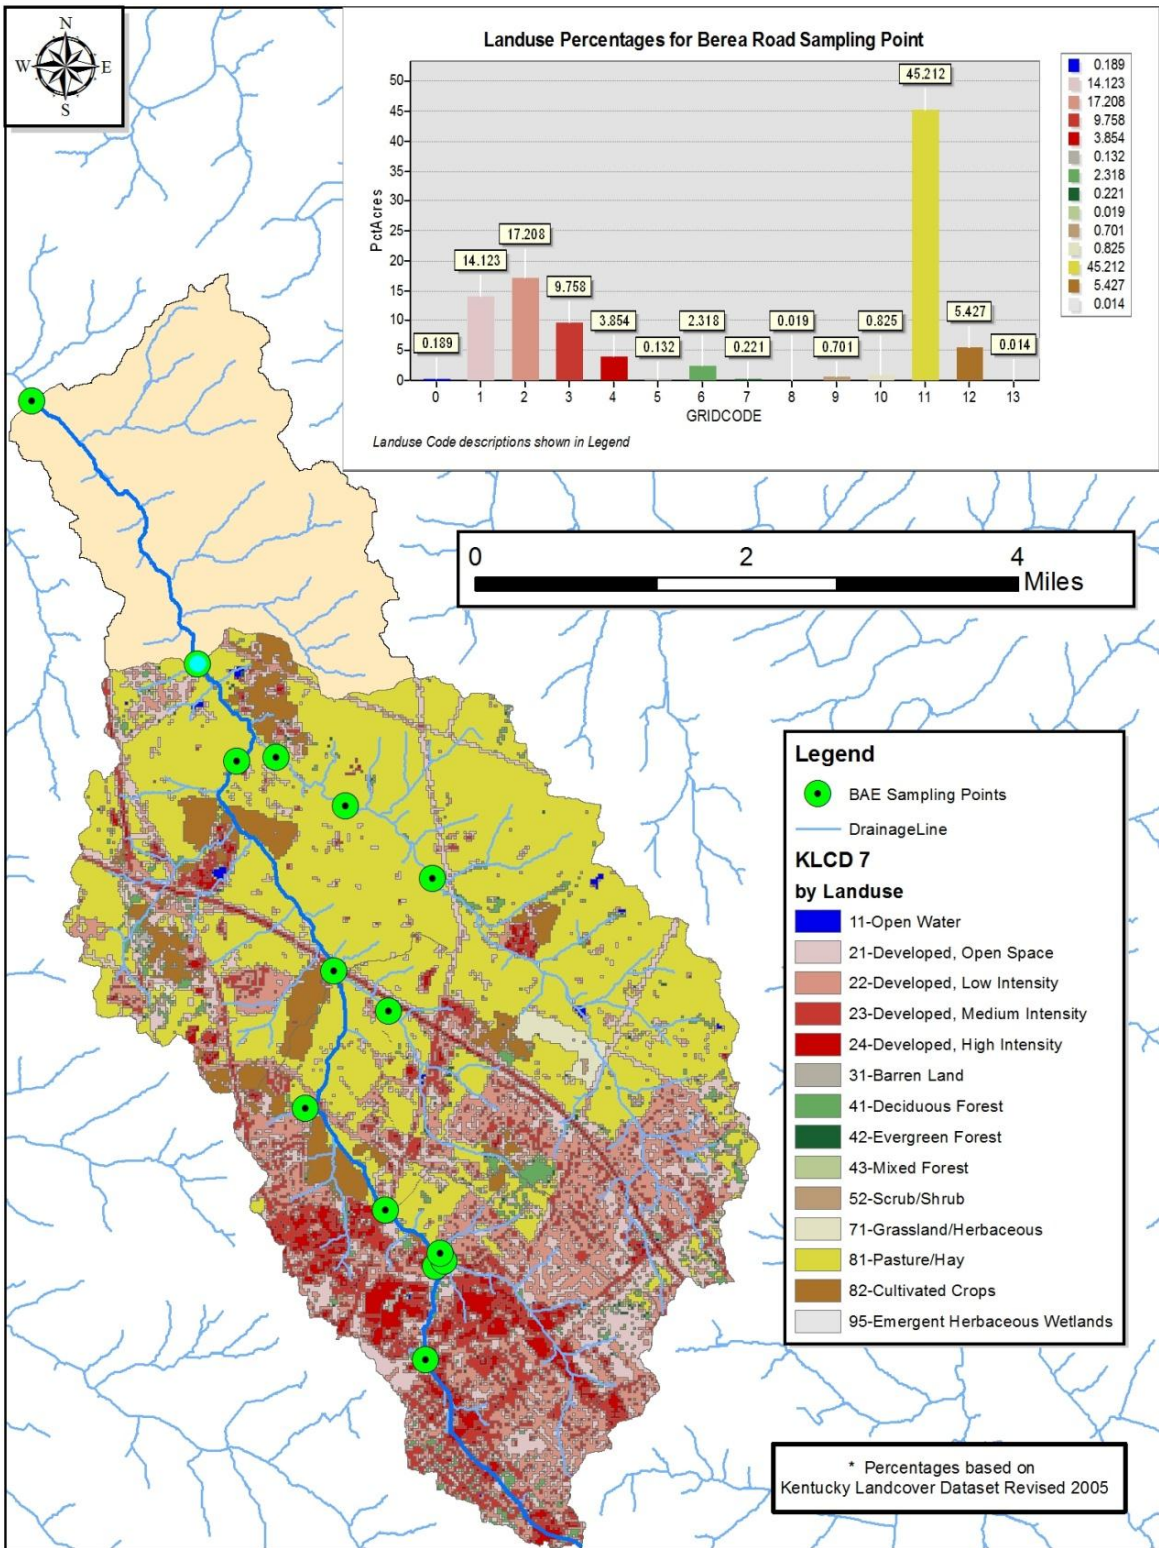 N
W E
S
Landuse Percentages for Berea Road Sampling Point
50
45
40
35
30
25
20
15
10
5
0
PctAcres
0.189
14.123
17.208
9.758
3.854
0.132
2.318
0.221
0.019
0.701
0.825
45.212
5.427
0.014
0 1 2 3 4 5 6 7 8 9 10 11 12 13
GRIDCODE
Landuse Code descriptions shown in Legend
0.189
14.123
17.208
9.758
3.854
0.132
2.318
0.221
0.019
0.701
0.825
45.212
5.427
0.014
0 2 4
Miles
Legend
BAE Sampling Points
DrainageLine
KLCD 7
by Landuse
11-Open Water
21-Developed, Open Space
22-Developed, Low Intensity
23-Developed, Medium Intensity
24-Developed, High Intensity
31-Barren Land
41-Deciduous Forest
42-Evergreen Forest
43-Mixed Forest
52-Scrub/Shrub
71-Grassland/Herbaceous
81-Pasture/Hay
82-Cultivated Crops
95-Emergent Herbaceous Wetlands
* Percentages based on
Kentucky Landcover Dataset Revised 2005